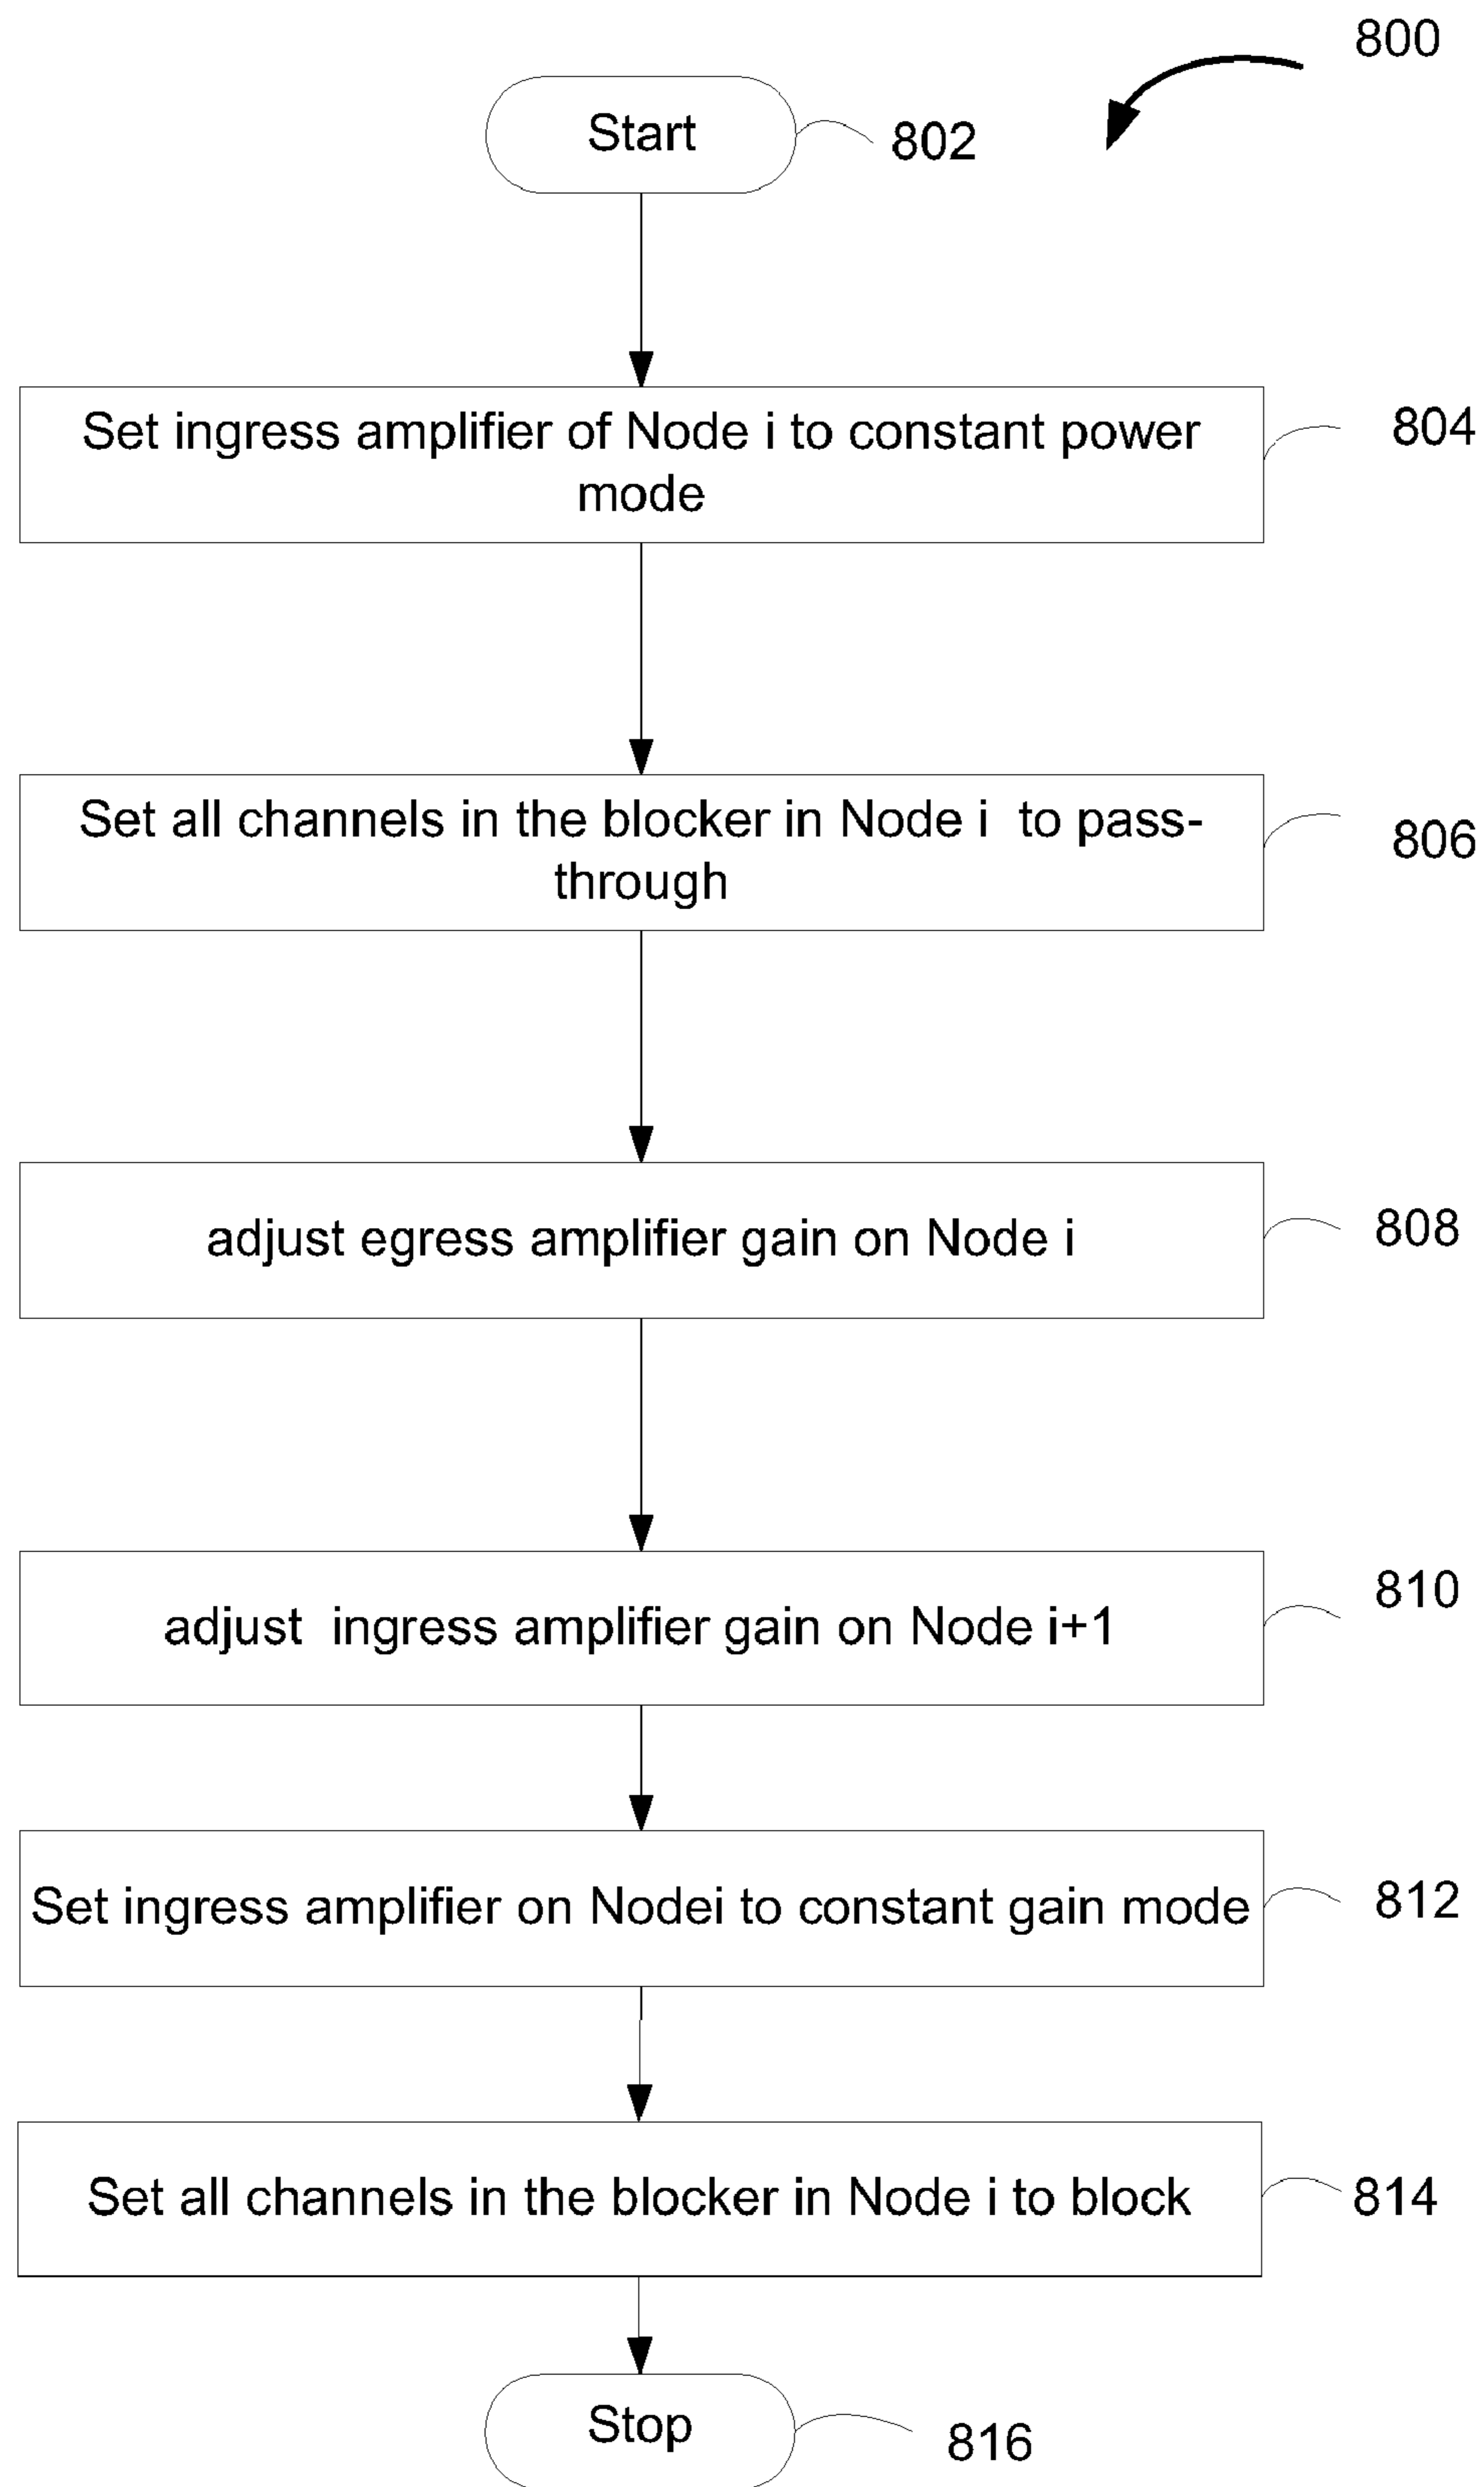 800
Start
802
Set ingress amplifier of Node i to constant power
mode
804
Set all channels in the blocker in Node i to pass-
through
806
adjust egress amplifier gain on Node i
808
adjust ingress amplifier gain on Node i+1
810
Set ingress amplifier on Nodei to constant gain mode
812
Set all channels in the blocker in Node i to block
814
Stop
816